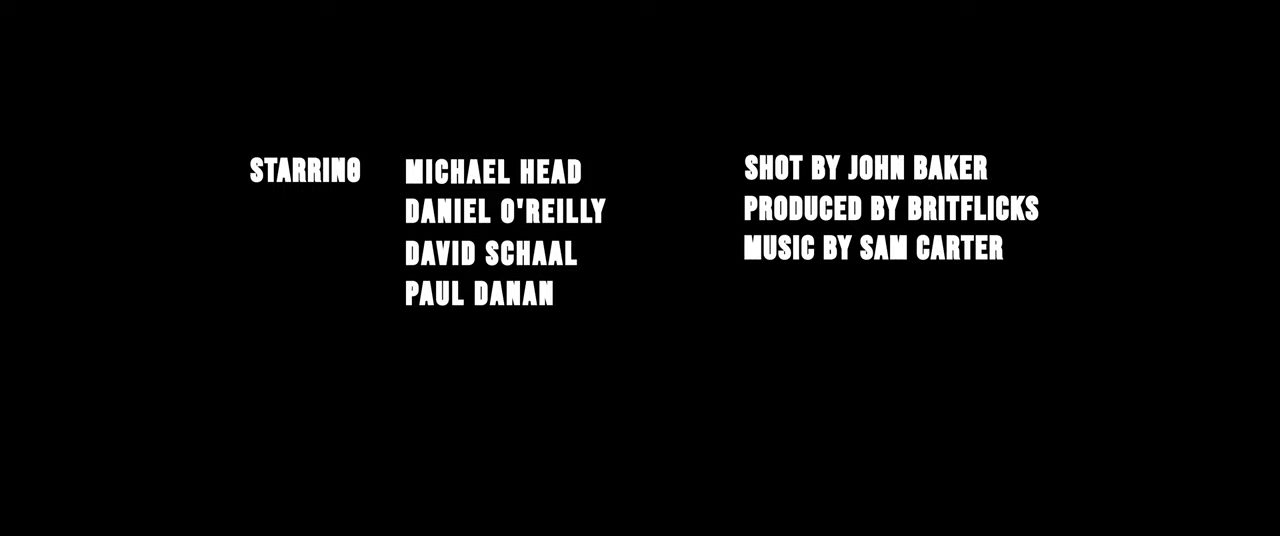 STARRING
MICHAEL HEAD
DANIEL O'REILLY
DAVID SCHAAL
PAUL DANAN
SHOT BY JOHN BAKER
PRODUCED BY BRITFLICKS
MUSIC BY SAM CARTER